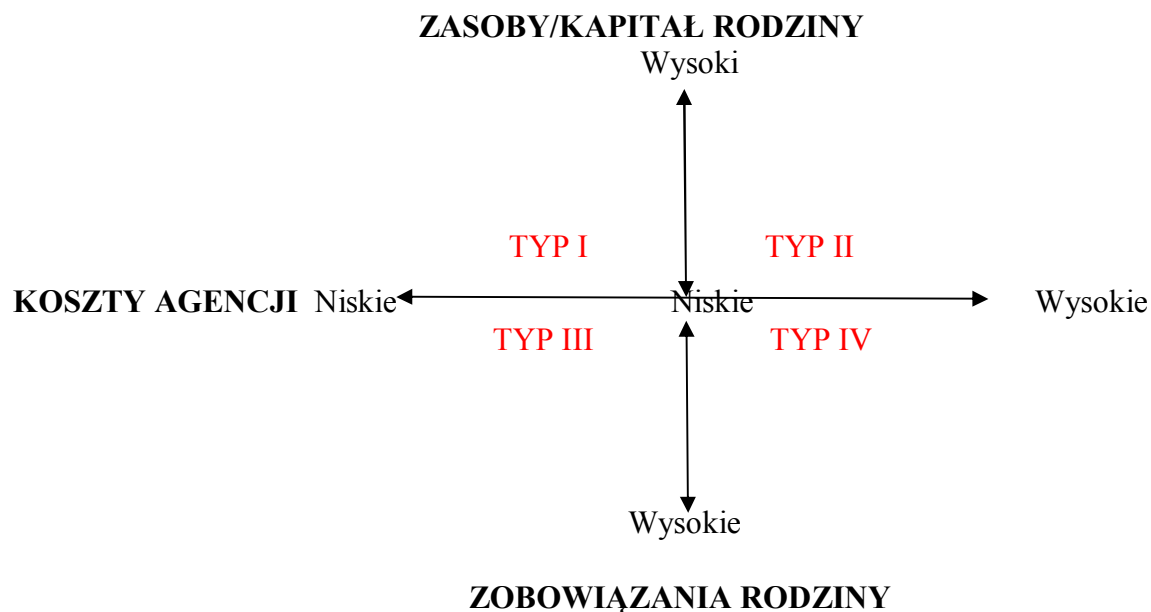 ZASOBY/KAPITAŁ RODZINY
Wysoki
TYP I TYP II
KOSZTY AGENCJI Niskie Niskie Wysokie
TYP III TYP IV
Wysokie
ZOBOWIĄZANIA RODZINY